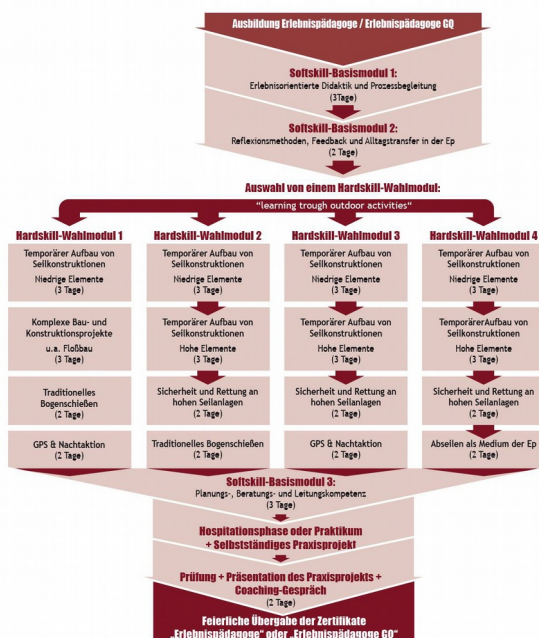 Ausbildung Erlebnispädagoge / Erlebnispädagoge GQ
Softskill-Basismodul 1:
Erlebnisorientierte Didaktik und Prozessbegleitung
(3Tage)
Softskill-Basismodul 2:
Reflexionsmethoden, Feedback und Alltagstransfer in der Ep
(2 Tage)
Auswahl von einem Hardskill-Wahlmodul:
"learning trough outdoor activities"
Hardskill-Wahlmodul 1
Temporärer Aufbau von
Seilkonstruktionen
Niedrige Elemente
(3 Tage)
Komplexe Bau- und
Konstruktionsprojekte
u.a. Floßbau
(3 Tage)
Traditionelles
Bogenschießen
(2 Tage)
GPS & Nachtaktion
(2 Tage)
Hardskill-Wahlmodul 2
Temporärer Aufbau von
Seilkonstruktionen
Niedrige Elemente
(3 Tage)
Temporärer Aufbau von
Seilkonstruktionen
Hohe Elemente
(3 Tage)
Sicherheit und Rettung an
hohen Seilanlagen
(2 Tage)
Traditionelles Bogenschießen
(2 Tage)
Hardskill-Wahlmodul 3
Temporärer Aufbau von
Seilkonstruktionen
Niedrige Elemente
(3 Tage)
Temporärer Aufbau von
Seilkonstruktionen
Hohe Elemente
(3 Tage)
Sicherheit und Rettung an
hohen Seilanlagen
(2 Tage)
GPS & Nachtaktion
(2 Tage)
Hardskill-Wahlmodul 4
Temporärer Aufbau von
Seilkonstruktionen
Niedrige Elemente
(3 Tage)
TemporärerAufbau von
Seilkonstruktionen
Hohe Elemente
(3 Tage)
Sicherheit und Rettung an
hohen Seilanlagen
(2 Tage)
Abseilen als Medium der Ep
(2 Tage)
Softskill-Basismodul 3:
Planungs-, Beratungs- und Leitungskompetenz
(3 Tage)
Hospitationsphase oder Praktikum
+ Selbstständiges Praxisprojekt
Prüfung + Präsentation des Praxisprojekts +
Coaching-Gespräch
(2 Tage)
Feierliche Übergabe der Zertifikate
„Erlebnispädagoge" oder „Erlebnispädagoge GQ"